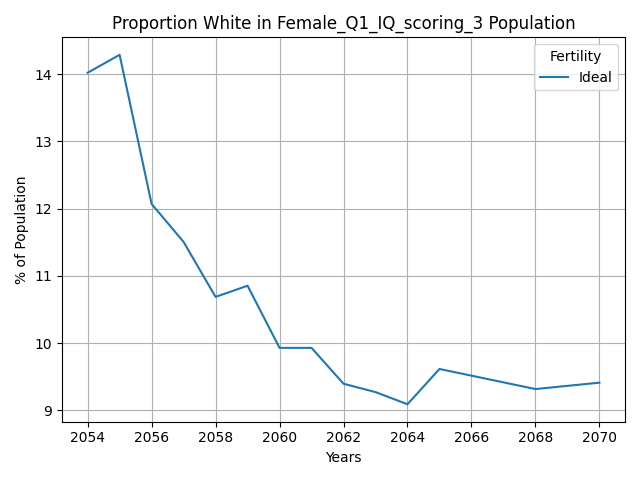 Proportion White in Female_Q1_IQ_scoring_3 Population
Fertility
Ideal
% of Population
14
13
12
11
10
9
2054 2056 2058 2060 2062 2064 2066 2068 2070
Years